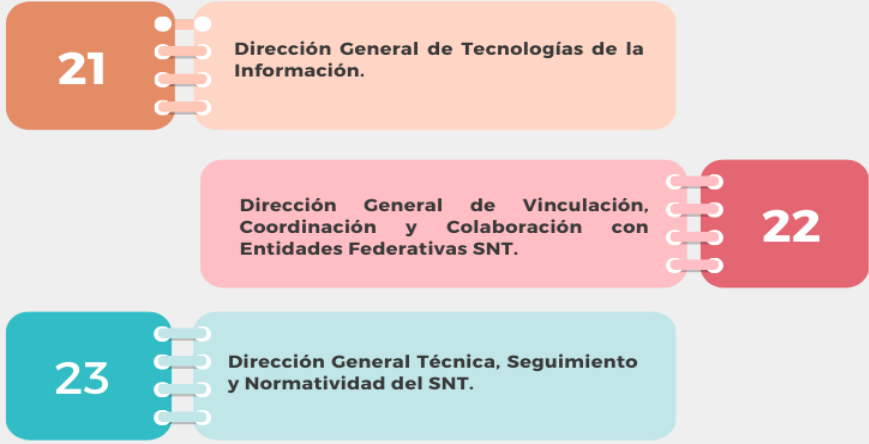 21
Dirección General de Tecnologías de la
Información.
Dirección General de Vinculación,
Coordinación y Colaboración con
Entidades Federativas SNT.
22
23
Dirección General Técnica, Seguimiento
y Normatividad del SNT.